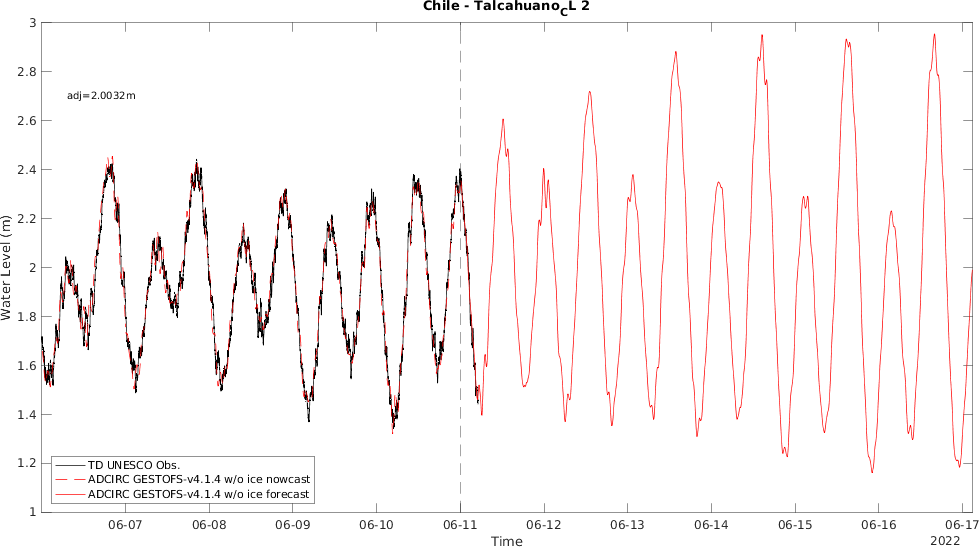 Chile - Talcahuano_CL 2
adj=2.0032m
Water Level (m)
3
2.8
2.6
2.4
2.2
2
1.8
1.6
1.4
1.2
1
TD UNESCO Obs.
ADCIRC GESTOFS-v4.1.4 w/o ice nowcast
ADCIRC GESTOFS-v4.1.4 w/o ice forecast
06-07 06-08 06-09 06-10 06-11 06-12 06-13 06-14 06-15 06-16 06-17
Time
2022